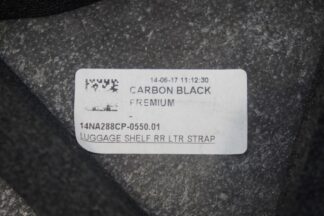 14-06-17 11:12:30
CARBON BLACK
PREMIUM
-
14NA288CP-0550.01
LUGGAGE SHELF RR LTR STRAP